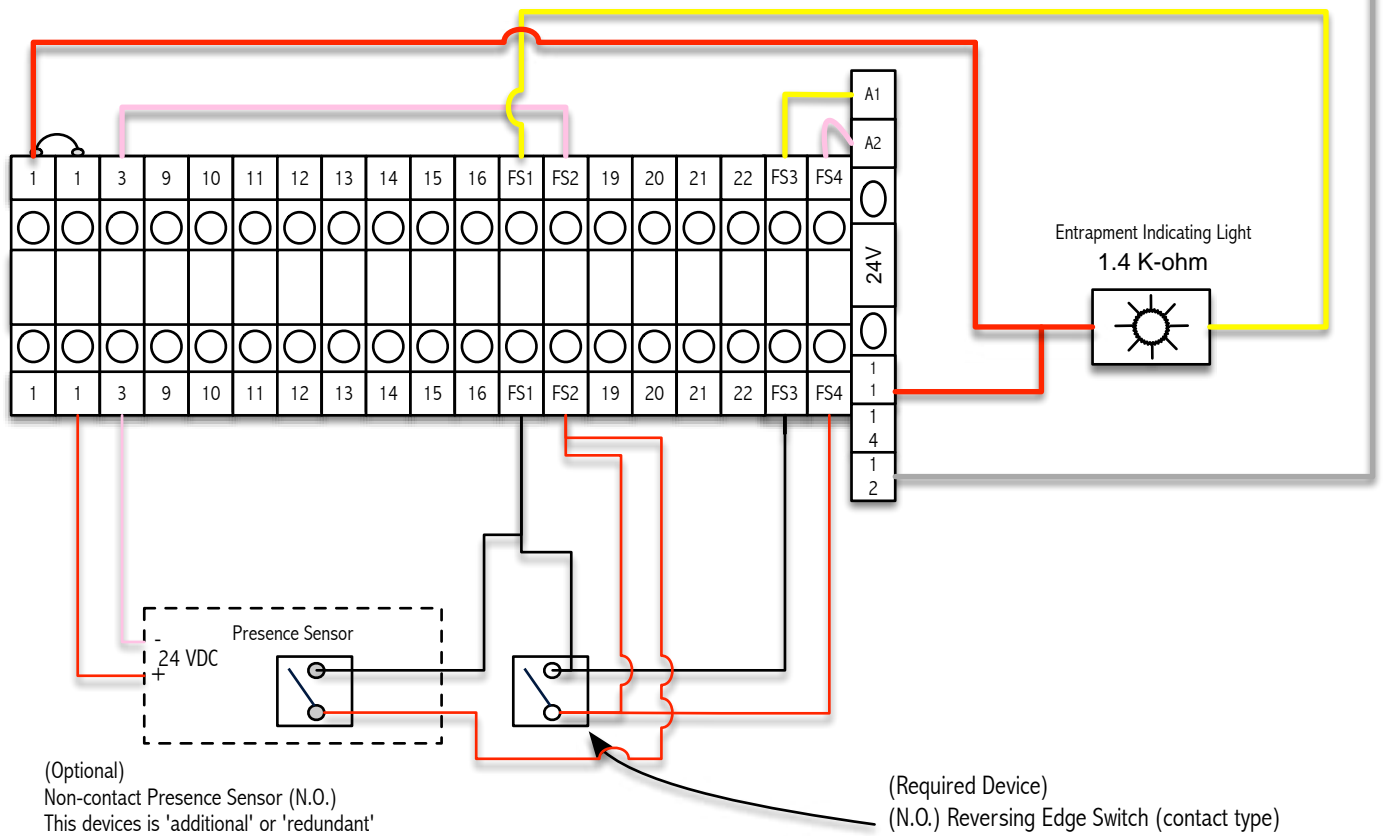 A1
A2
1 1 3 9 10 11 12 13 14 15 16 FS1 FS2 19 20 21 22 FS3 FS4
24V
Entrapment Indicating Light
1.4 K-ohm
1 1 3 9 10 11 12 13 14 15 16 FS1 FS2 19 20 21 22 FS3 FS4
1
1
1
4
1
2
Presence Sensor
-
24 VDC
+
(Optional)
Non-contact Presence Sensor (N.O.)
This devices is 'additional' or 'redundant'
(Required Device)
(N.O.) Reversing Edge Switch (contact type)